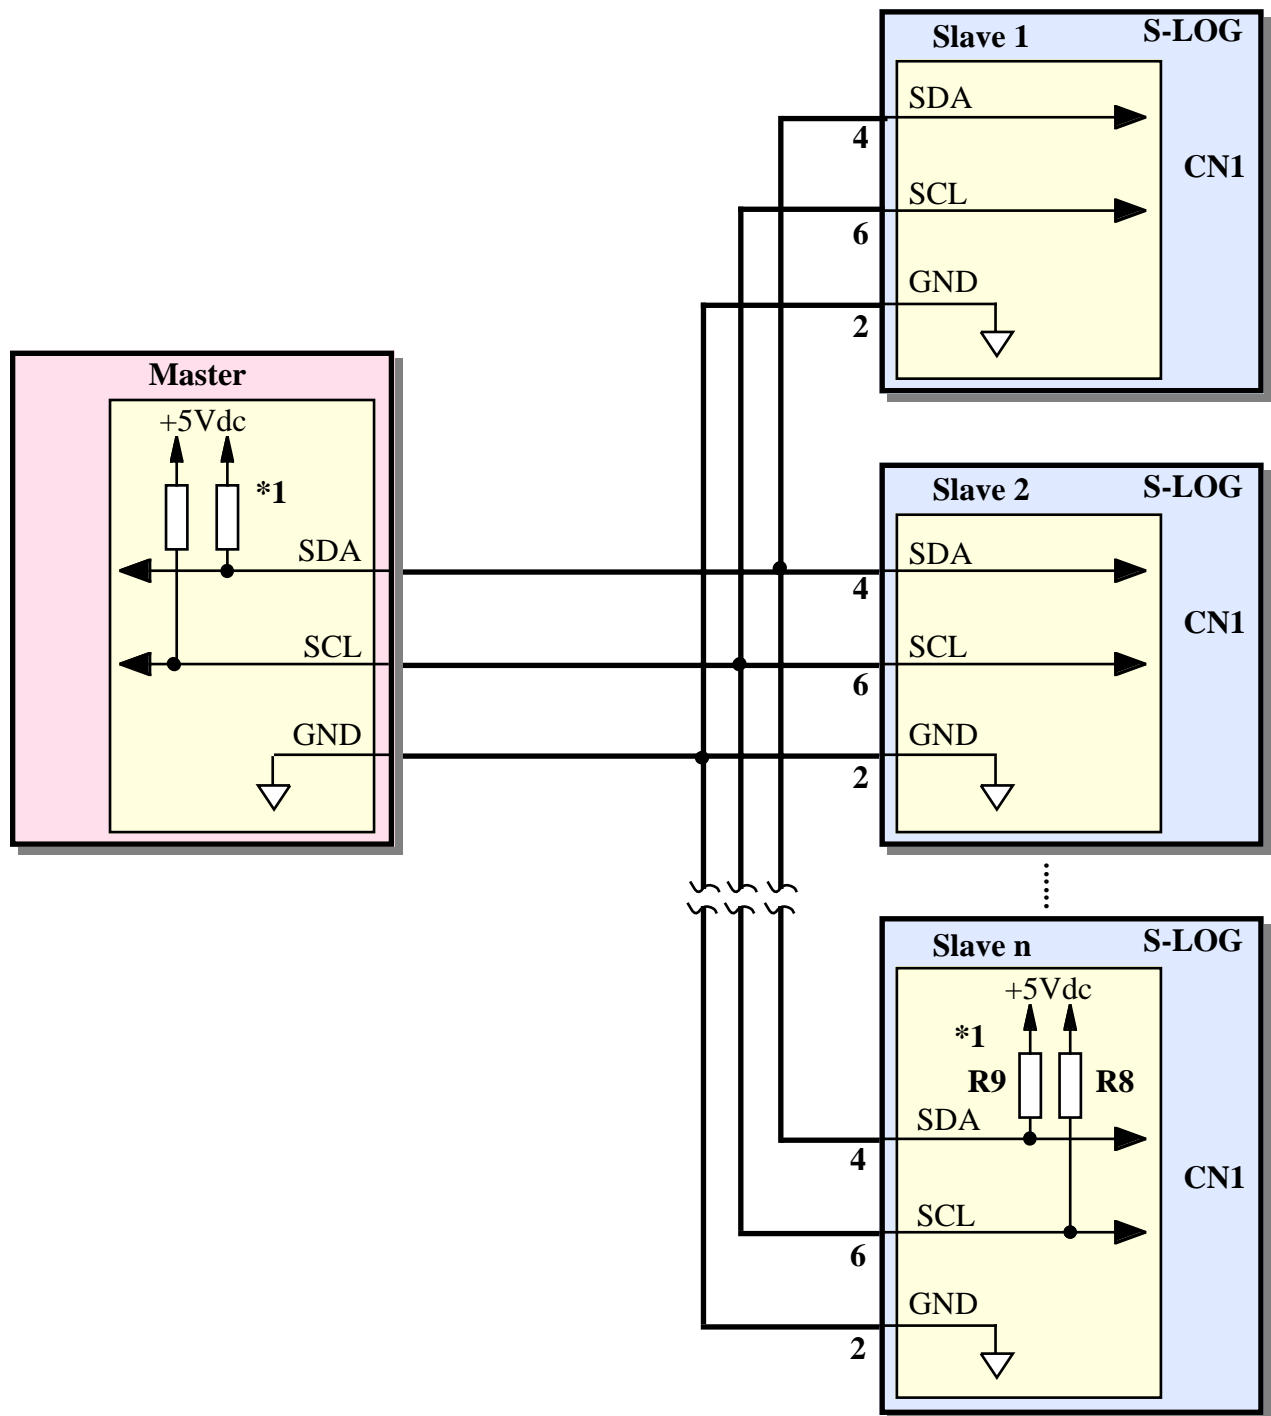 Slave 1
S-LOG
SDA
4
CN1
SCL
6
GND
2
Master
+5Vdc
*1
SDA
SCL
GND
Slave 2
S-LOG
SDA
4
CN1
SCL
6
GND
2
Slave n
S-LOG
+5Vdc
*1
R9
R8
SDA
4
CN1
SCL
6
GND
2